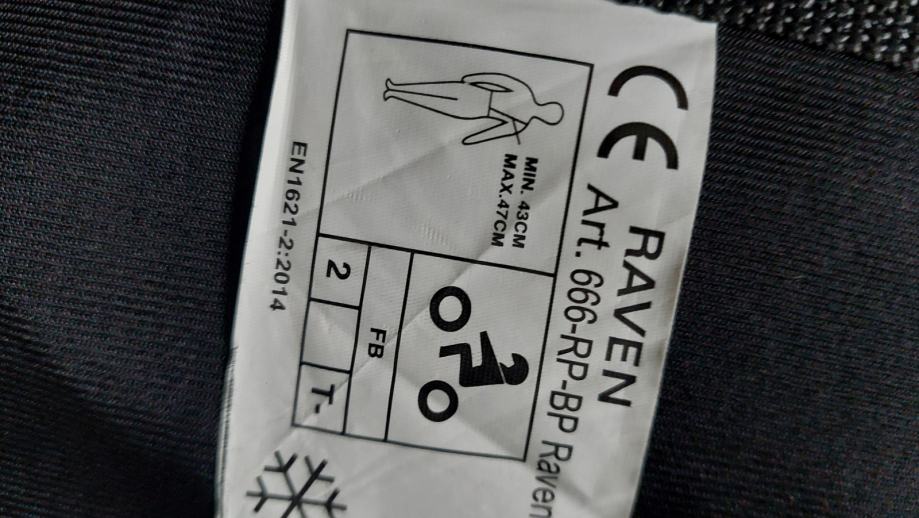 CE RAVEN
Art. 666-RP-BP Raven
MIN. 43CM
MAX.47CM
FB
2
T-
EN1621-2:2014